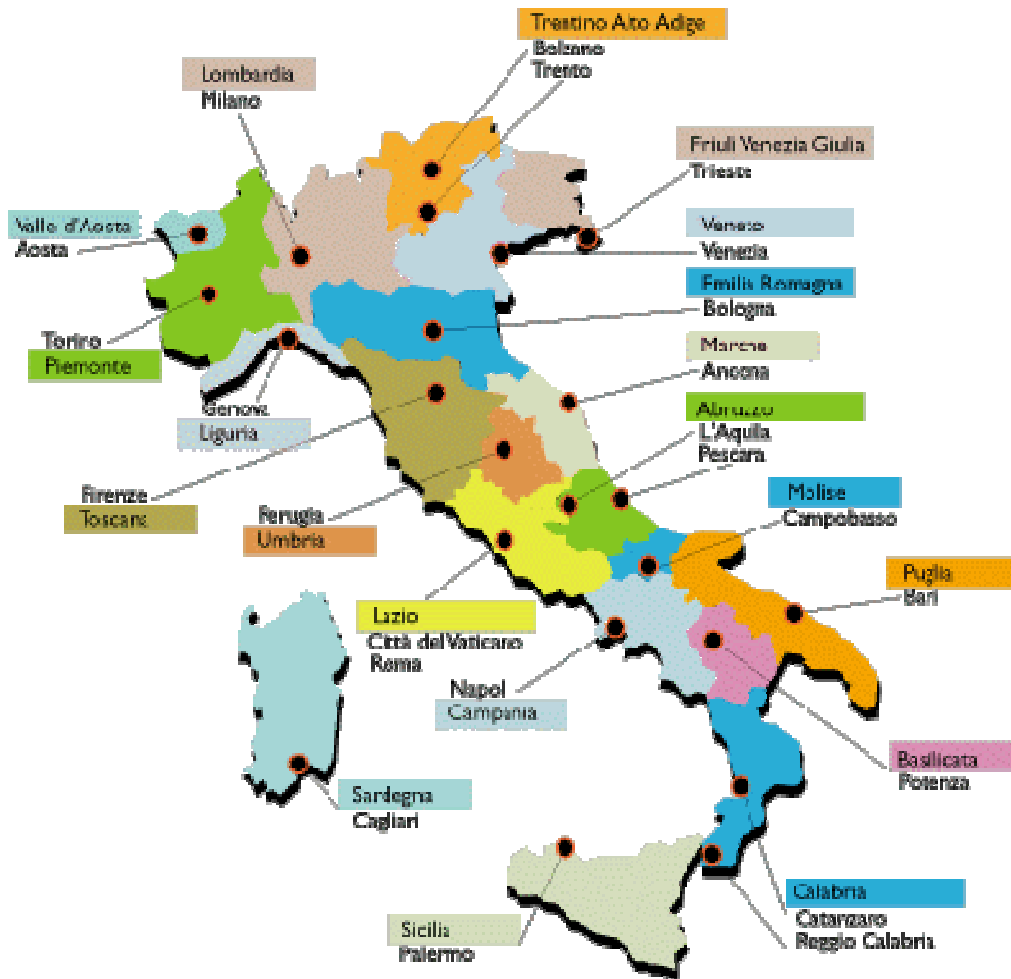 Trentino Alto Adige
Bolzano
Trento
Lombardia
Milano
Friuli Venezia Giulia
Trieste
Valle d'Aosta
Aosta
Veneto
Venezia
Emilia Romagna
Bologna
Torino
Piemonte
Marche
Ancona
Genova
Liguria
Abruzzo
L'Aquila
Pescara
Firenze
Toscana
Perugia
Umbria
Molise
Campobasso
Puglia
Bari
Lazio
Città del Vaticano
Roma
Napol
Campania
Basilicata
Potenza
Sardegna
Cagliari
Calabria
Catanzaro
Reggio Calabria
Sicilia
Palermo